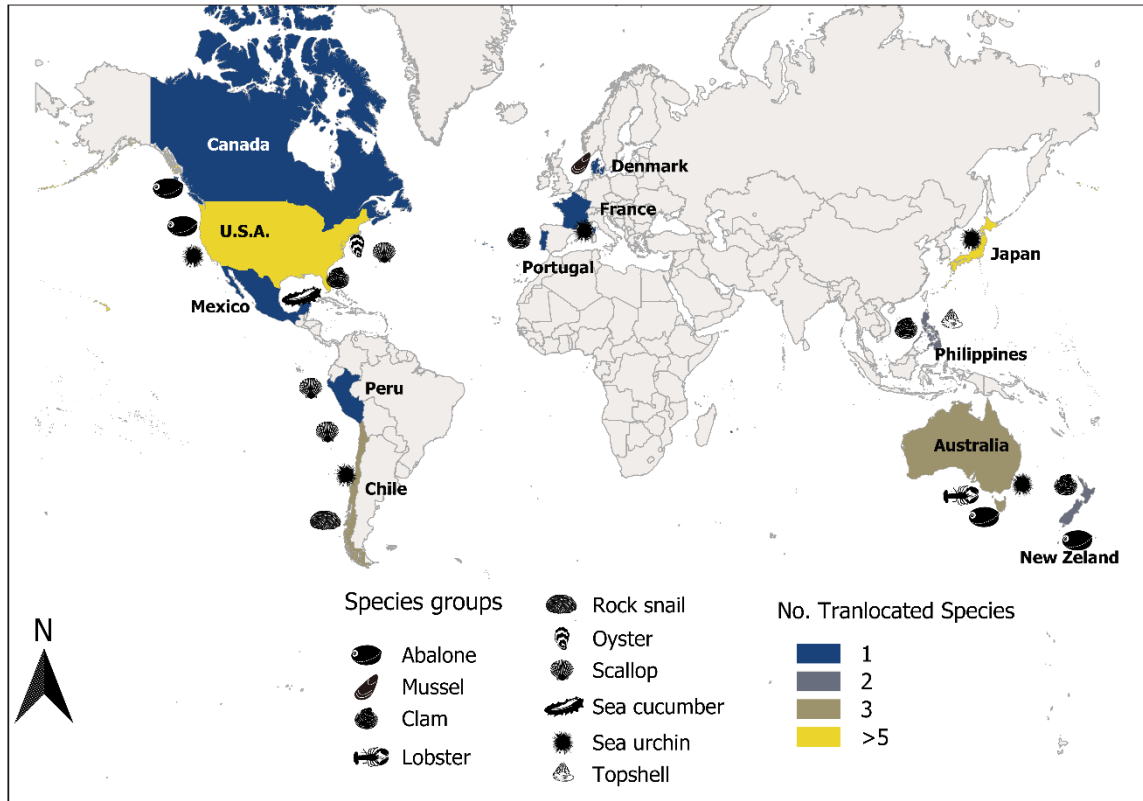 Canada
U.S.A.
Mexico
Peru
Chile
Denmark
France
Portugal
Japan
Philippines
Australia
New Zeland
N
Species groups
Abalone
Mussel
Clam
Lobster
Rock snail
Oyster
Scallop
Sea cucumber
Sea urchin
Topshell
No. Tranlocated Species
1
2
3
>5